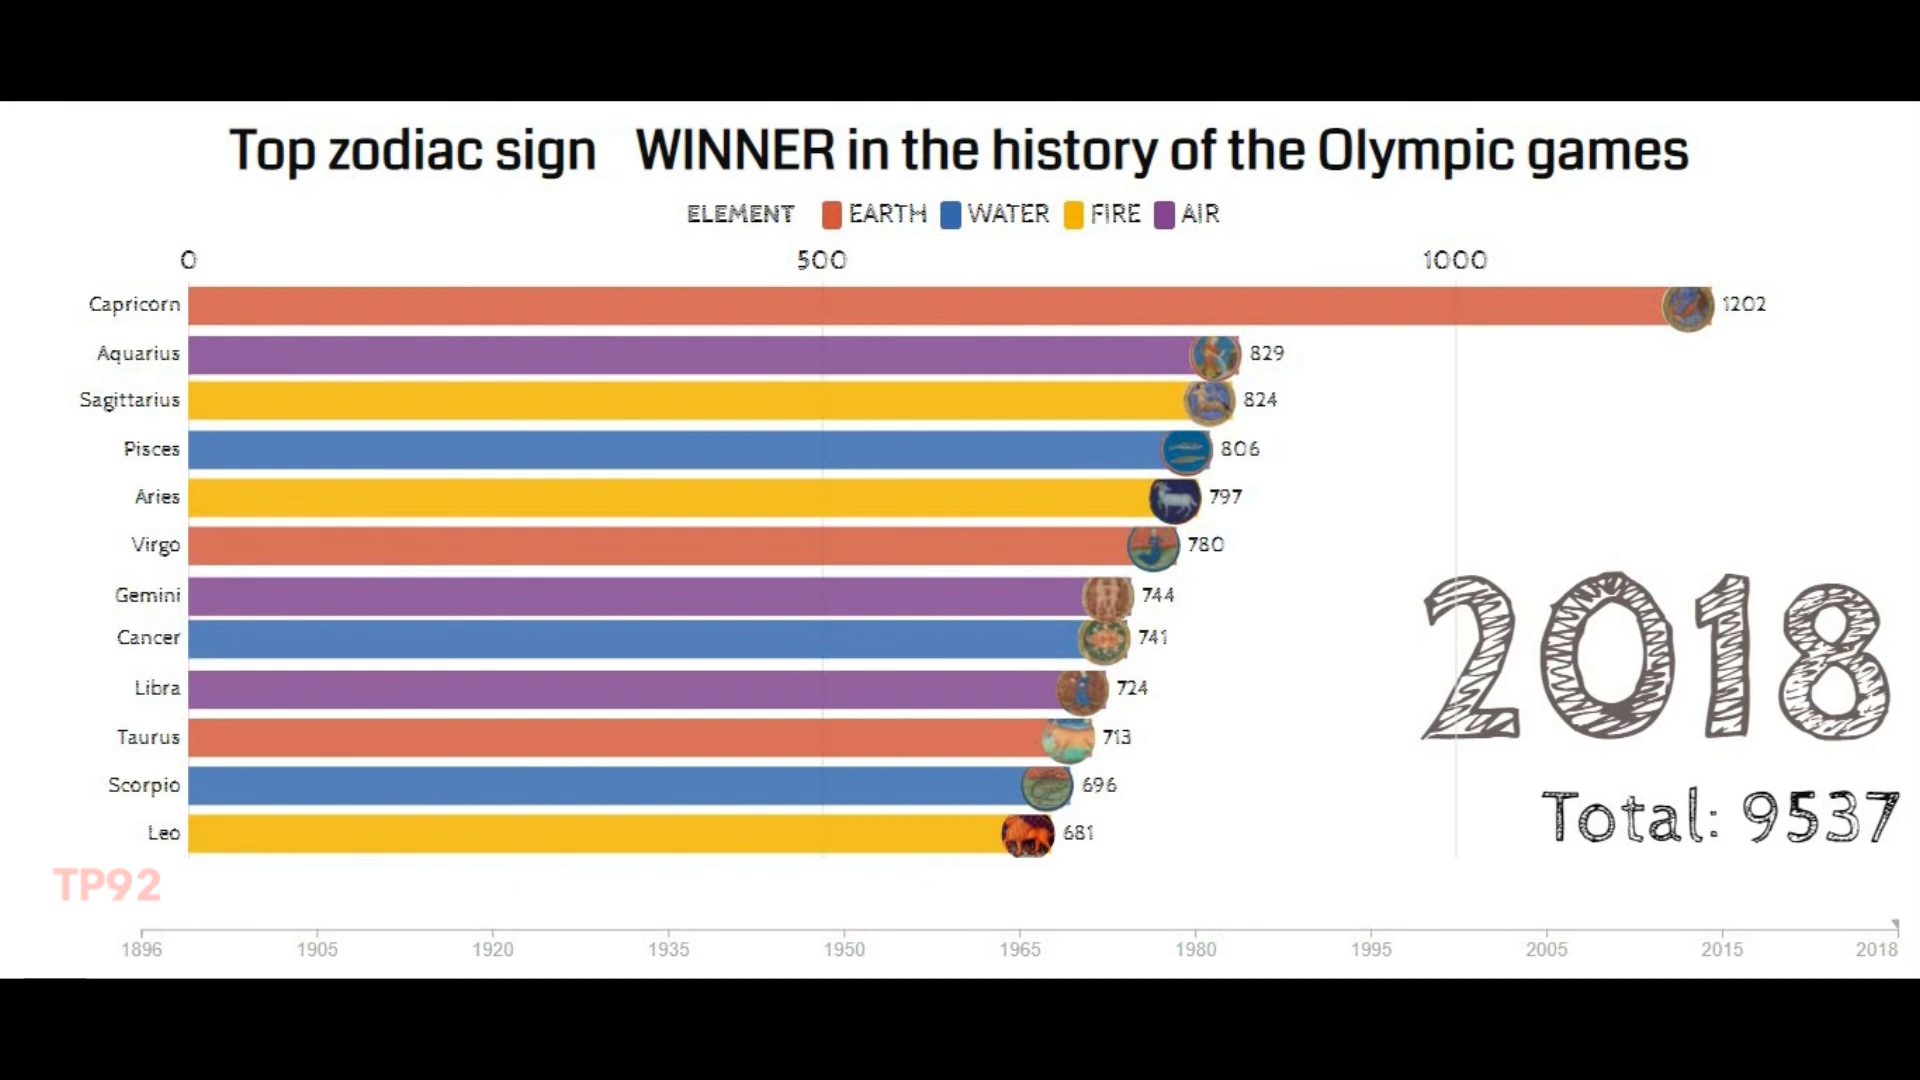 Top zodiac sign WINNER in the history of the Olympic games
ELEMENT EARTH WATER FIRE AIR
0 500 1000
Capricorn 1202
Aquarius 829
Sagittarius 824
Pisces 806
Aries 797
Virgo 780
Gemini 744
Cancer 741
Libra 724
Taurus 713
Scorpio 696
Leo 681
2018
Total: 9537
TP92
1896 1905 1920 1935 1950 1965 1980 1995 2005 2015 2018